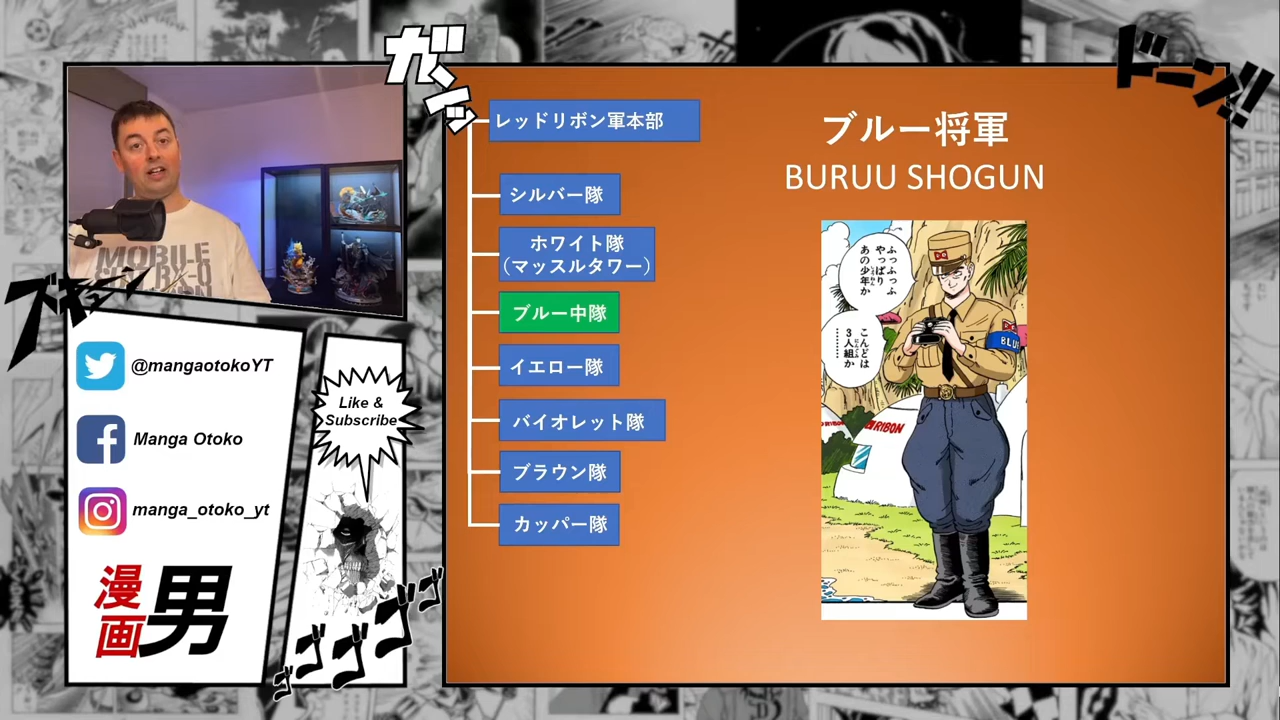 ガーッ
ドーン!!
レッドリボン軍本部
シルバー隊
ホワイト隊
(マッスルタワー)
ブルー中隊
イエロー隊
バイオレット隊
ブラウン隊
カッパー隊
ブルー将軍
BURUU SHOGUN
ふっふっふ
やっぱり
あの少年か
こんどは
3人組か
………
BLU
RIBON
MOBILE
@mangaotokoYT
Manga Otoko
manga_otoko_yt
Like &
Subscribe
漫画男
ゴゴゴゴゴ